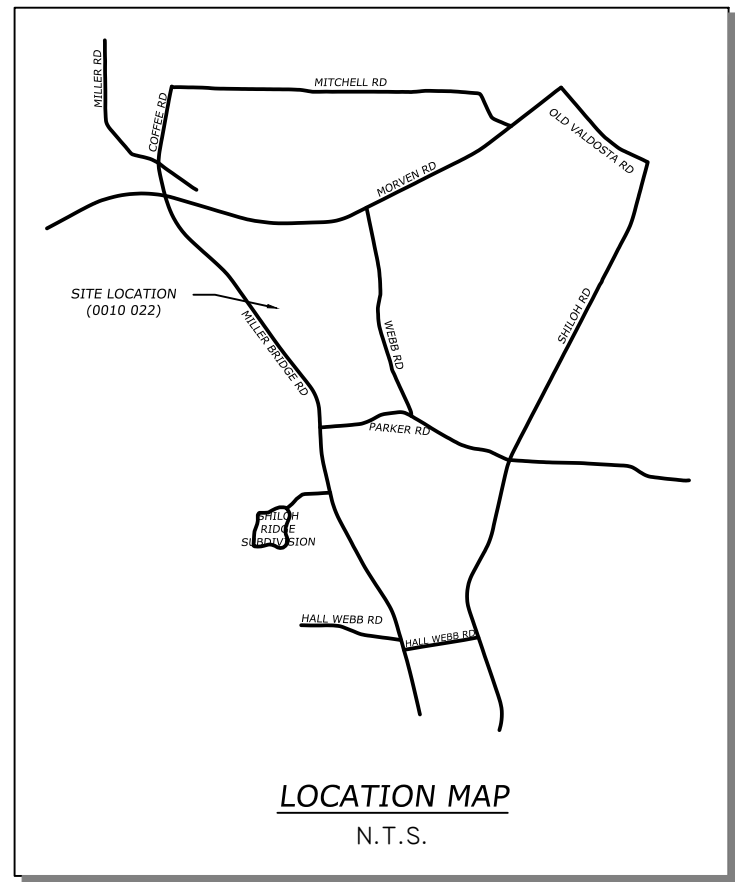 MILLER RD
MITCHELL RD
COFFEE RD
OLD VALDOSTA RD
MORVEN RD
SITE LOCATION
(0010 022)
SHILOH RD
MILLER BRIDGE RD
WEBB RD
PARKER RD
SHILOH
RIDGE
SUBDIVISION
HALL WEBB RD
HALL WEBB RD
LOCATION MAP
N.T.S.